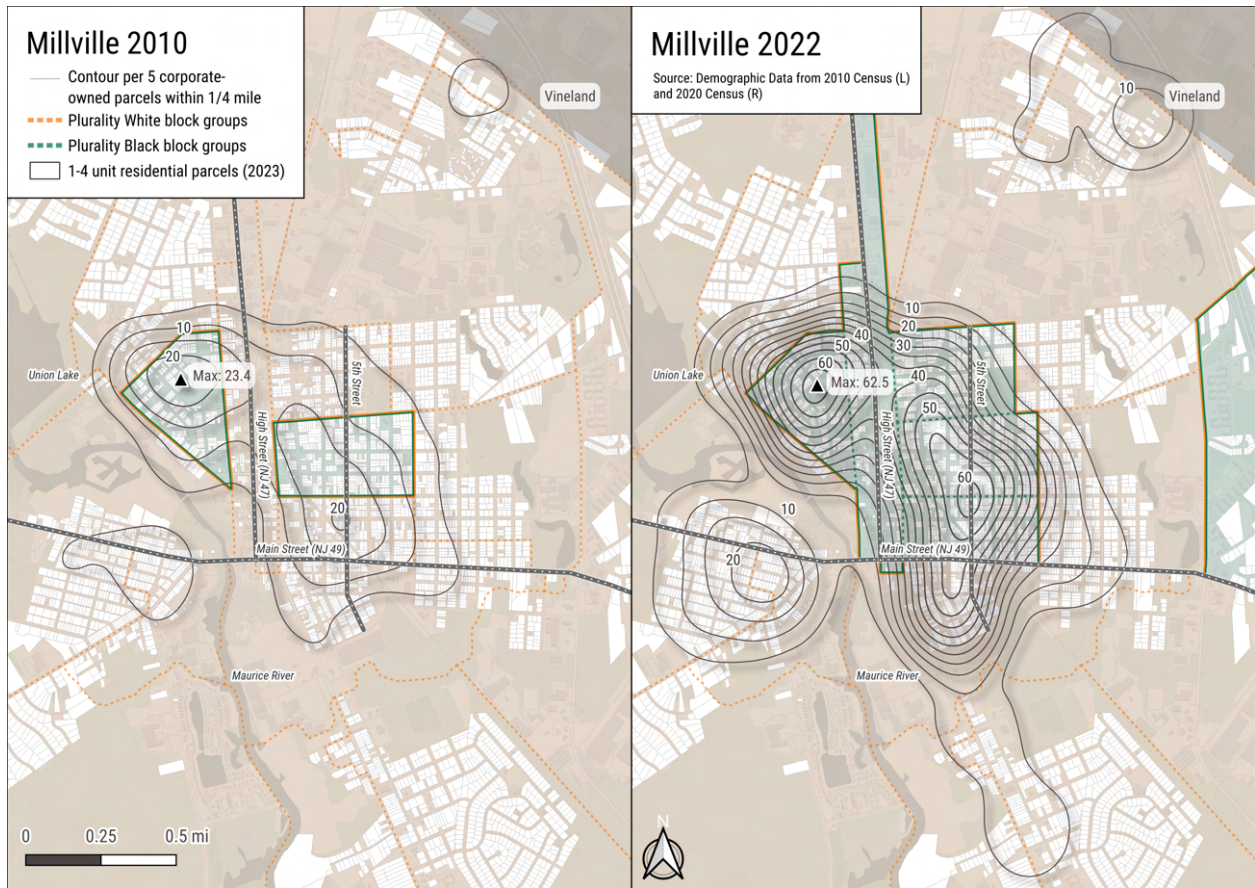 Millville 2010
Contour per 5 corporate-
owned parcels within 1/4 mile
Plurality White block groups
Plurality Black block groups
1-4 unit residential parcels (2023)
Vineland
10
20
Max: 23.4
Union Lake
5th Street
High Street (NJ 47)
20
Main Street (NJ 49)
Maurice River
0
0.25
0.5 mi
Millville 2022
Source: Demographic Data from 2010 Census (L)
and 2020 Census (R)
10
Vineland
10
20
30
40
50
40
60
Max: 62.5
Union Lake
5th Street
50
High Street (NJ 47)
60
10
20
Main Street (NJ 49)
Maurice River
N